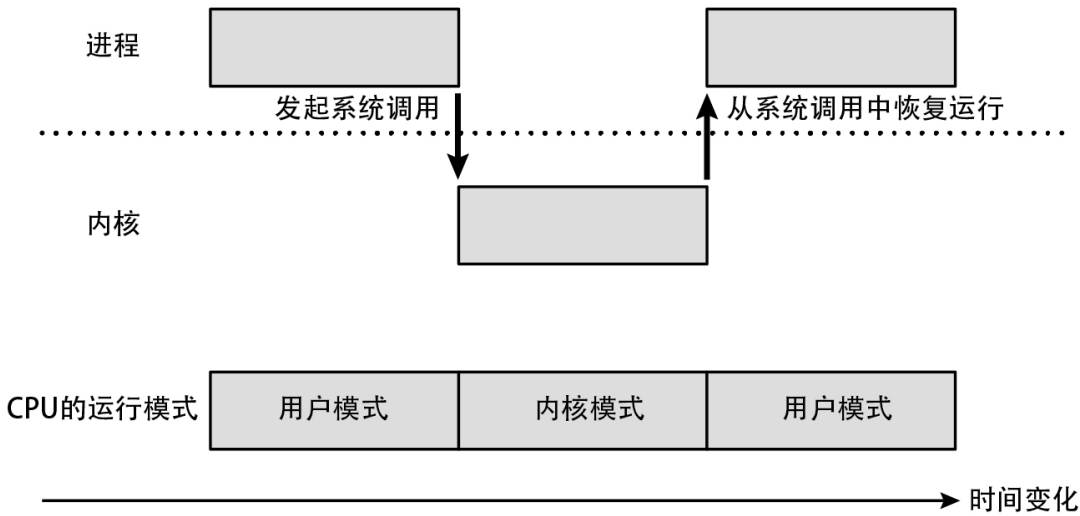 进程
发起系统调用
从系统调用中恢复运行
内核
CPU的运行模式
用户模式
内核模式
用户模式
时间变化